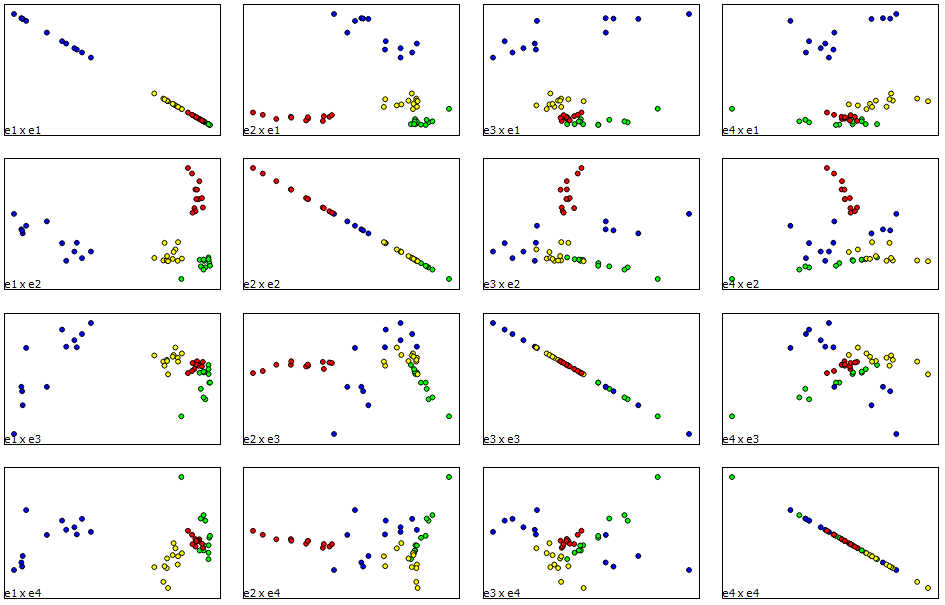 e1 x e1
e2 x e1
e3 x e1
e4 x e1
e1 x e2
e2 x e2
e3 x e2
e4 x e2
e1 x e3
e2 x e3
e3 x e3
e4 x e3
e1 x e4
e2 x e4
e3 x e4
e4 x e4